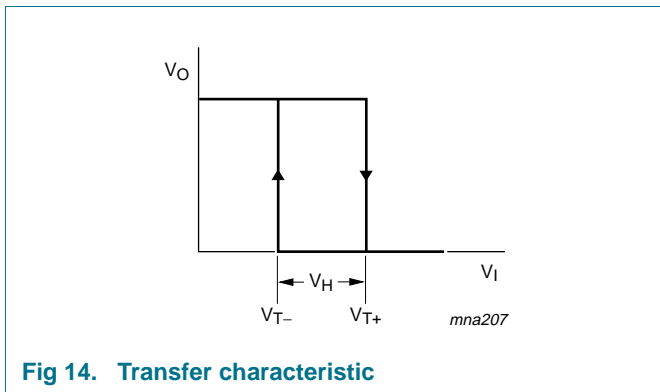 VO
VI
VH
VT−
VT+
mna207
Fig 14. Transfer characteristic